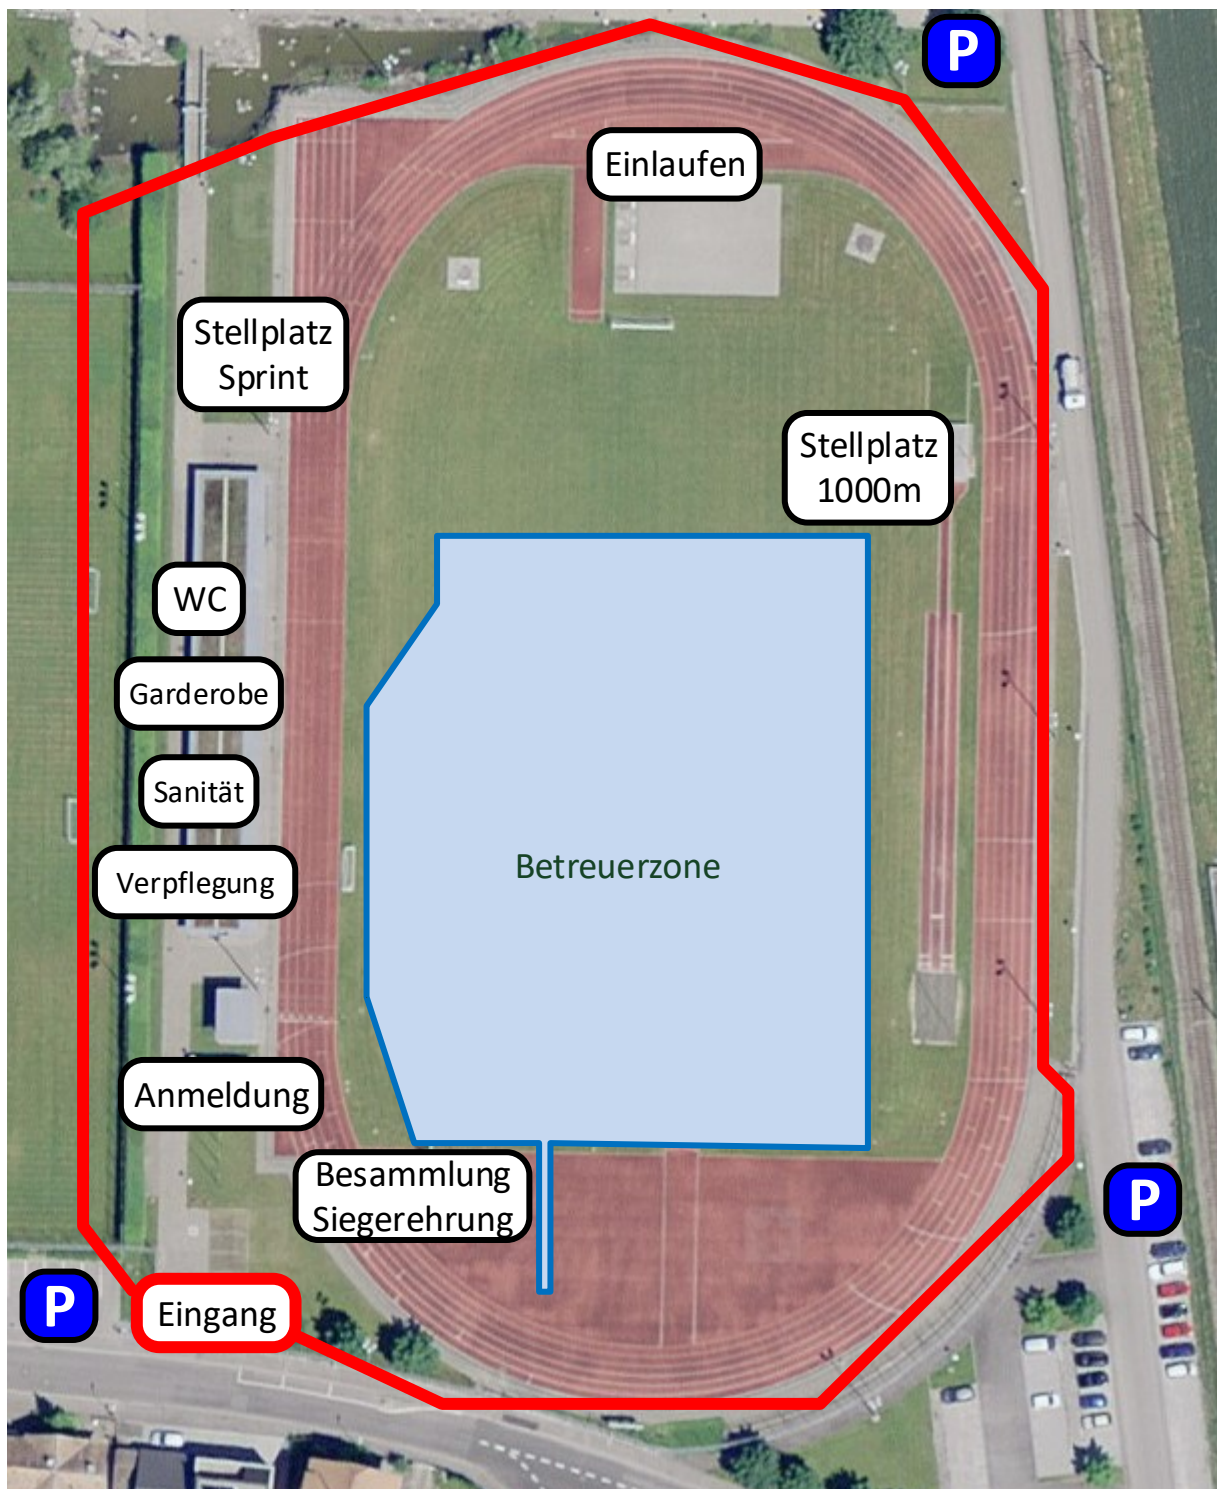 P
Einlaufen
Stellplatz
Sprint
Stellplatz
1000m
WC
Garderobe
Sanität
Verpflegung
Betreuerzone
Anmeldung
Besammlung
Siegerehrung
P
P
Eingang